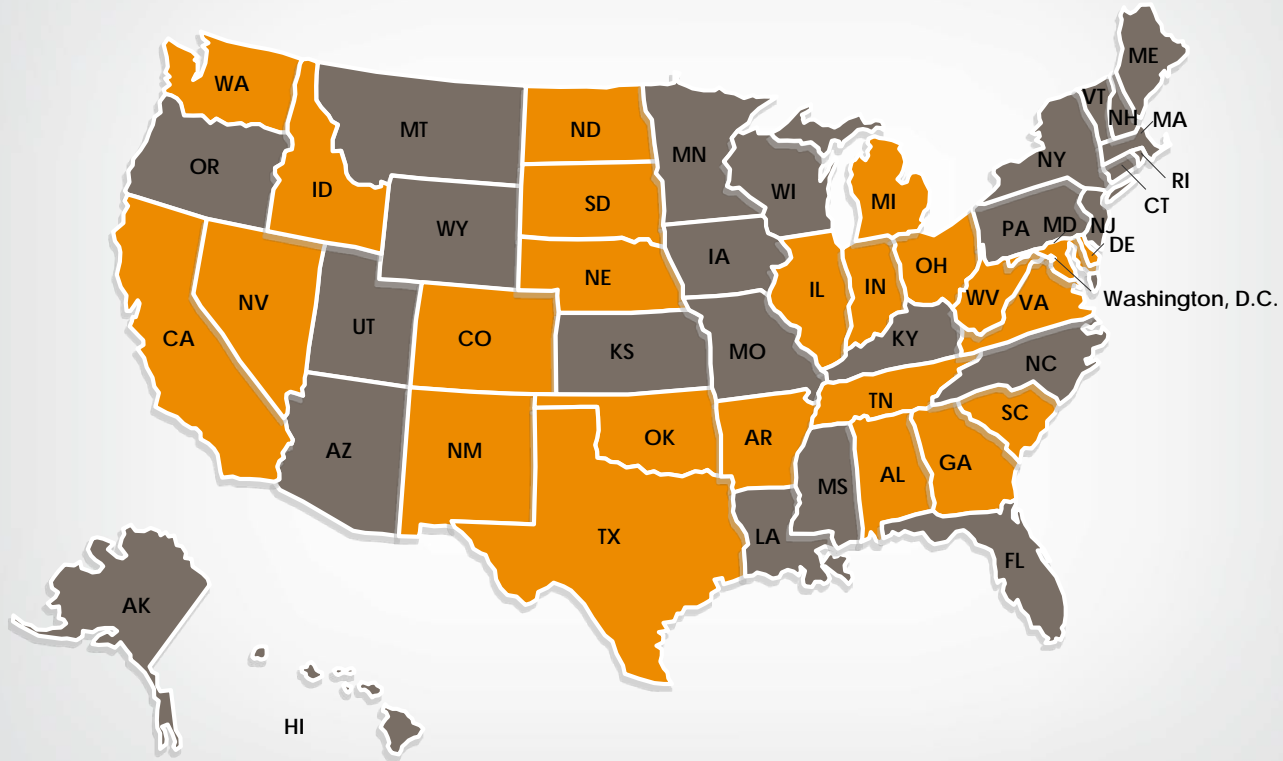 ME
WA
VT
NH
MA
MT
ND
MN
NY
OR
WI
RI
ID
SD
MI
CT
WY
PA
MD
NJ
DE
IA
OH
NE
IL
IN
WV
VA
Washington, D.C.
NV
UT
CO
CA
KS
MO
KY
NC
TN
SC
AZ
NM
OK
AR
GA
AL
MS
TX
LA
FL
AK
HI